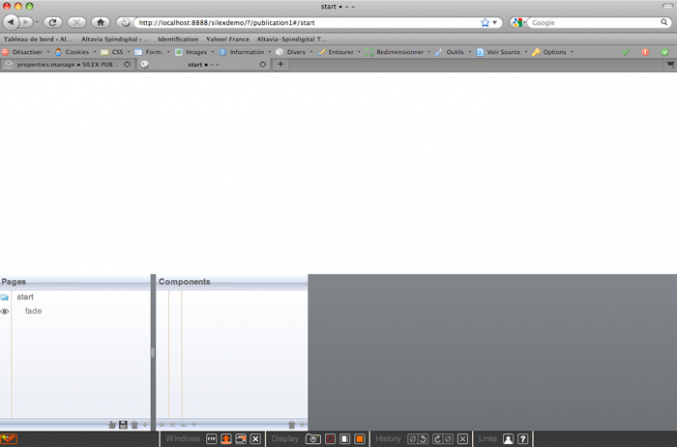 start • - -
http://localhost:8888/silexdemo/?/publication1#/start
Google
Tableau de bord ‹ Al... Altavia Spindigital ‹ ... Identification Yahoo! France Altavia-Spindigital T...
Désactiver Cookies CSS Form. Images Information Divers Entourer Redimensionner Outils Voir Source Options
properties.manage • SILEX PUB... start • - -
Pages Components
start
fade
Windows FTP Display History Links ?